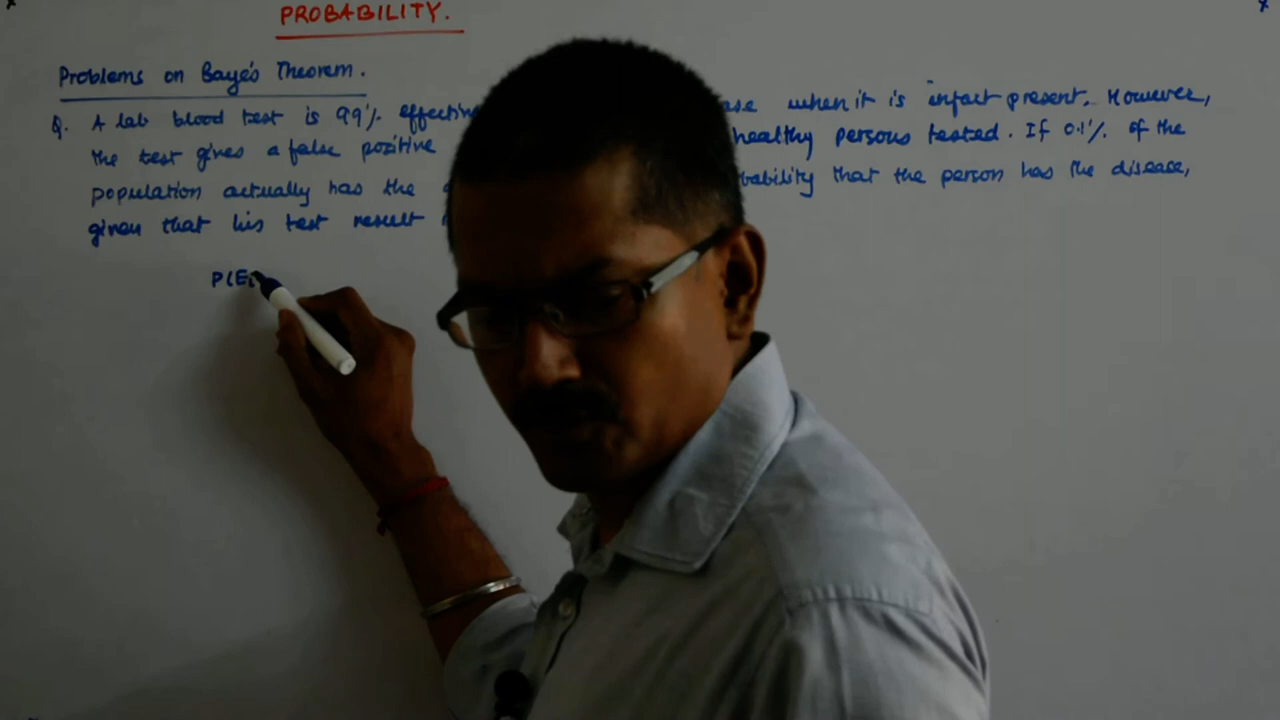 PROBABILITY.
Problems on Baye's Theorem.
Q. A lab blood test is 99% effective when it is infact present. However,
the test gives a false positive healthy persons tested. If 0.1% of the
population actually has the that the person has the disease,
given that his test result
P(E